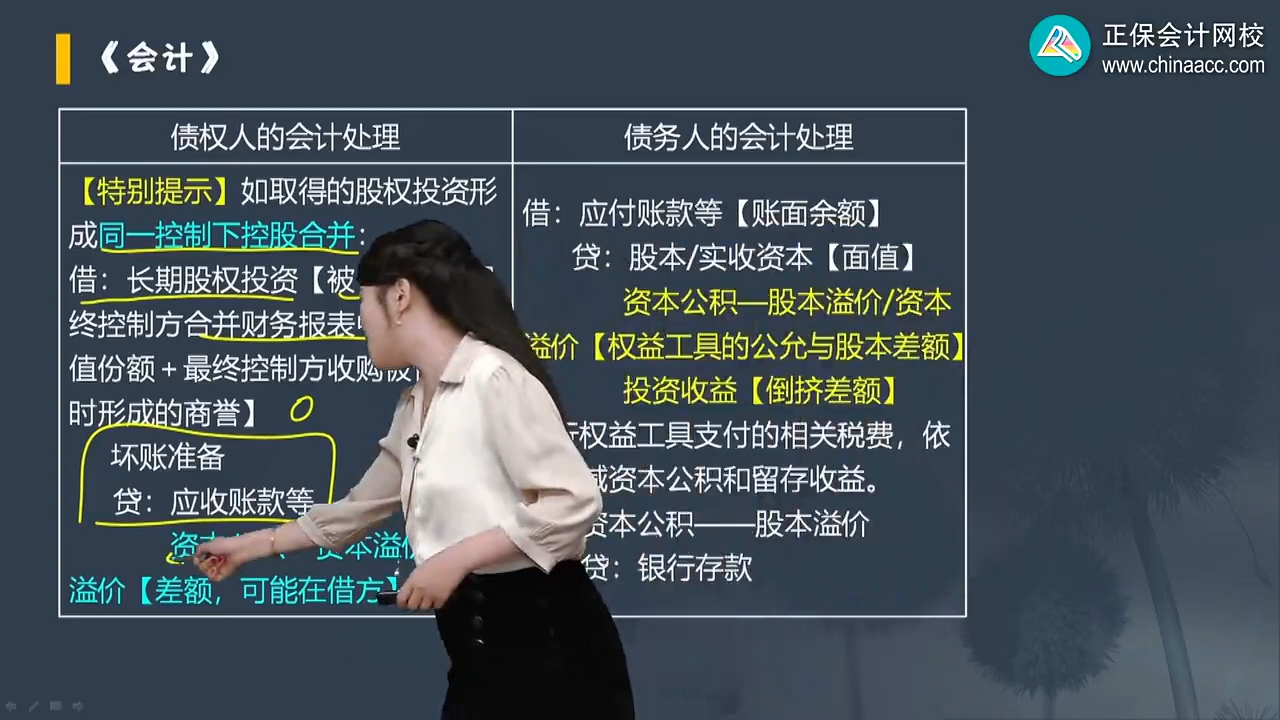 《会计》
正保会计网校
www.chinaacc.com
债权人的会计处理
债务人的会计处理
【特别提示】如取得的股权投资形
成同一控制下控股合并：
借：长期股权投资【被
终控制方合并财务报表
值份额＋最终控制方收购被
时形成的商誉】
坏账准备
贷：应收账款等
资本溢价
溢价【差额，可能在借方】
借：应付账款等【账面余额】
贷：股本/实收资本【面值】
资本公积—股本溢价/资本
溢价【权益工具的公允与股本差额】
投资收益【倒挤差额】
权益工具支付的相关税费，依
减资本公积和留存收益。
资本公积——股本溢价
贷：银行存款